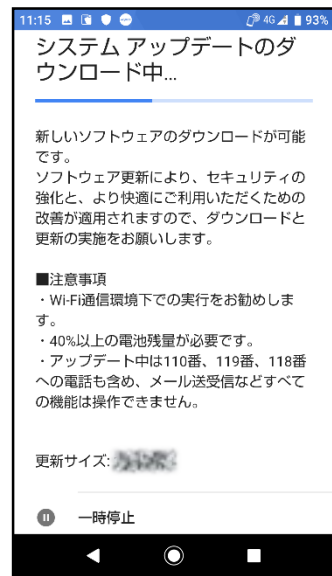 11:15 4G 93%
システム アップデートのダ
ウンロード中...
新しいソフトウェアのダウンロードが可能
です。
ソフトウェア更新により、セキュリティの
強化と、より快適にご利用いただくための
改善が適用されますので、ダウンロードと
更新の実施をお願いします。
■注意事項
・Wi-Fi通信環境下での実行をお勧めしま
す。
・40%以上の電池残量が必要です。
・アップデート中は110番、119番、118番
への電話も含め、メール送受信などすべて
の機能は操作できません。
更新サイズ:
一時停止